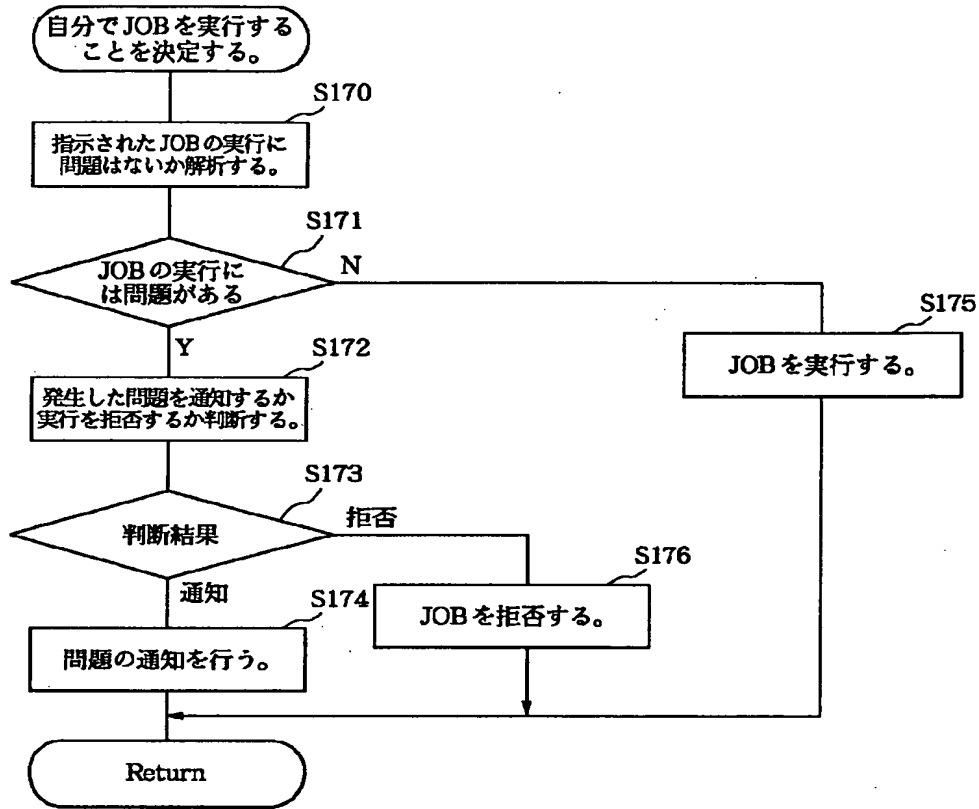 自分でJOBを実行する
ことを決定する。
S170
指示されたJOBの実行に
問題はないか解析する。
S171
JOBの実行に
は問題がある
N
Y
S175
JOBを実行する。
S172
発生した問題を通知するか
実行を拒否するか判断する。
S173
判断結果
拒否
通知
S176
JOBを拒否する。
S174
問題の通知を行う。
Return